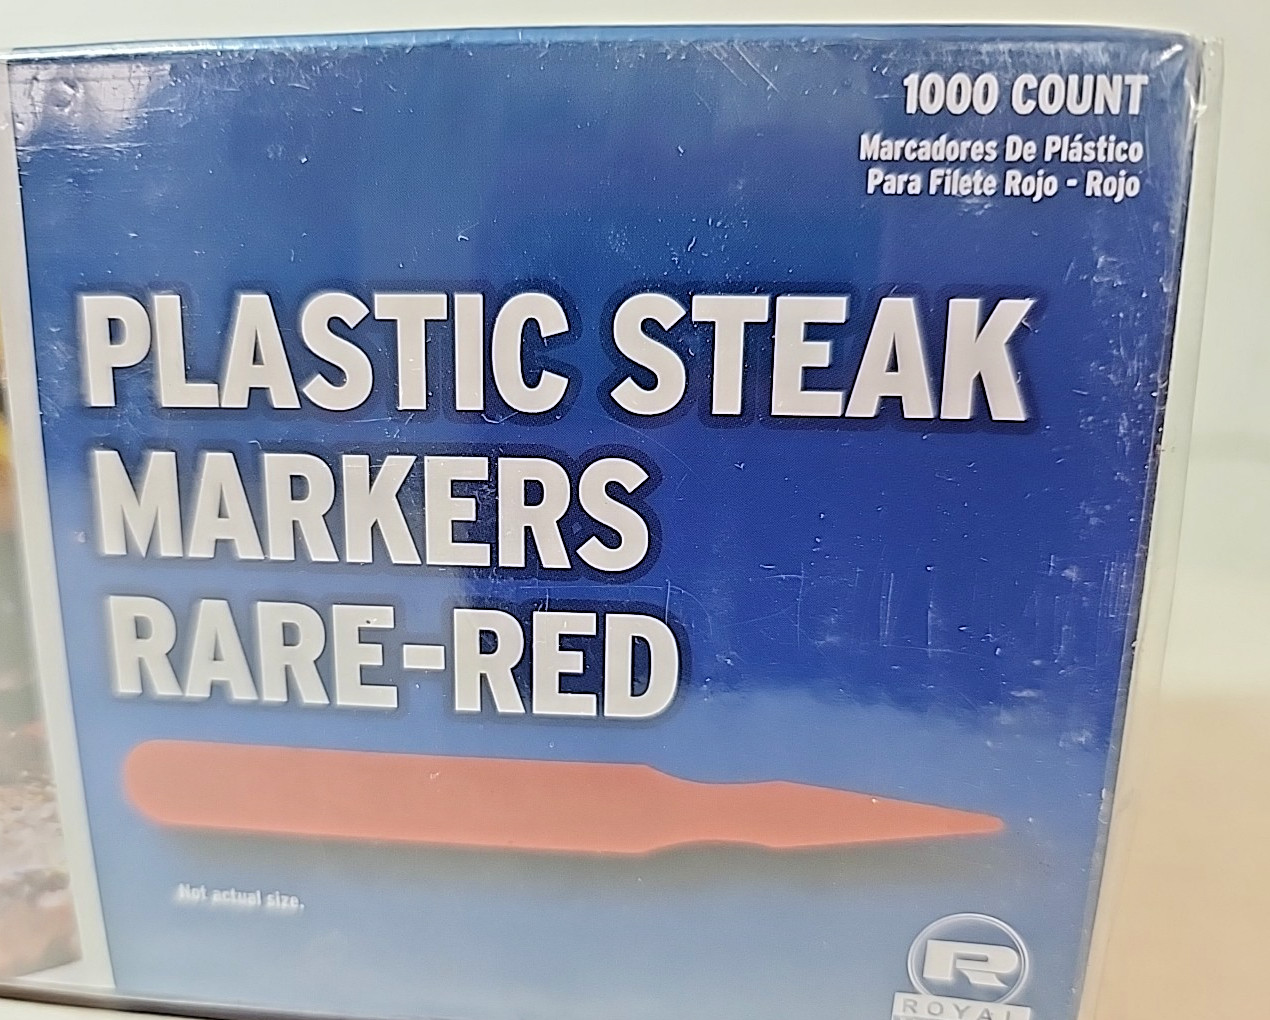 1000 COUNT
Marcadores De Plástico
Para Filete Rojo - Rojo
PLASTIC STEAK
MARKERS
RARE-RED
Not actual size.
R
ROYAL